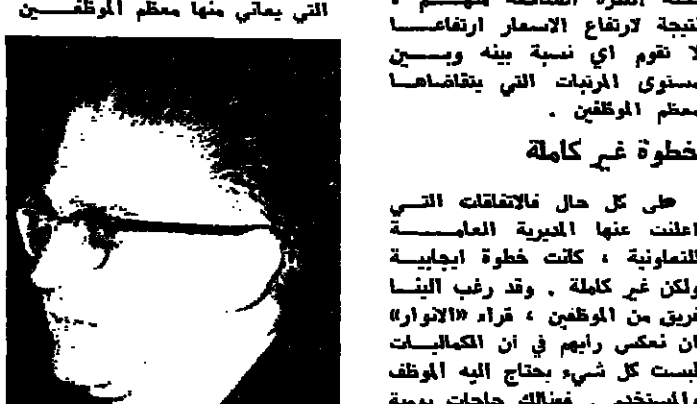 نتيجة لارتفاع الاسعار ارتفاعا
لا تقوم اي نسبة بينه وبين
مستوى المرتبات التي يتقاضاها
معظم الموظفين .
خطوة غير كاملة
على كل حال فالاتفاقات التي
اعلنت عنها المديرية العامة
للتعاونية ، كانت خطوة ايجابية
ولكن غير كاملة . وقد رغب الينا
فريق من الموظفين ، قراء «الانوار»
ان نعكس رايهم في ان الكماليات
ليست كل شيء يحتاج اليه الموظف
والمستخدم . فهنالك حاجات يومية
التي يعاني منها معظم الموظفين